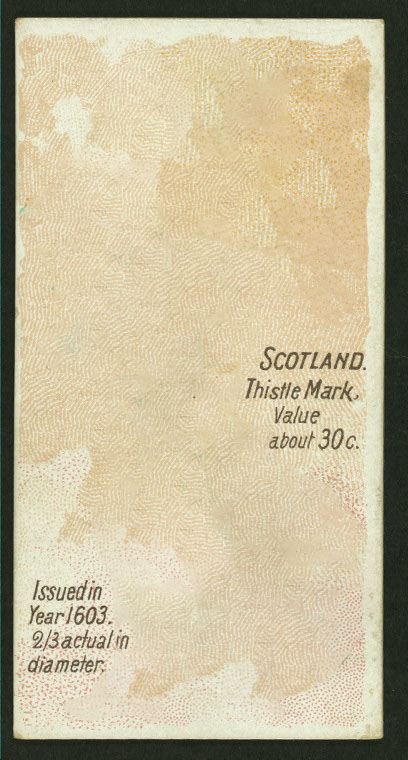 SCOTLAND.
Thistle Mark,
Value
about 30c.
Issued in
Year 1603.
2/3 actual in
diameter.